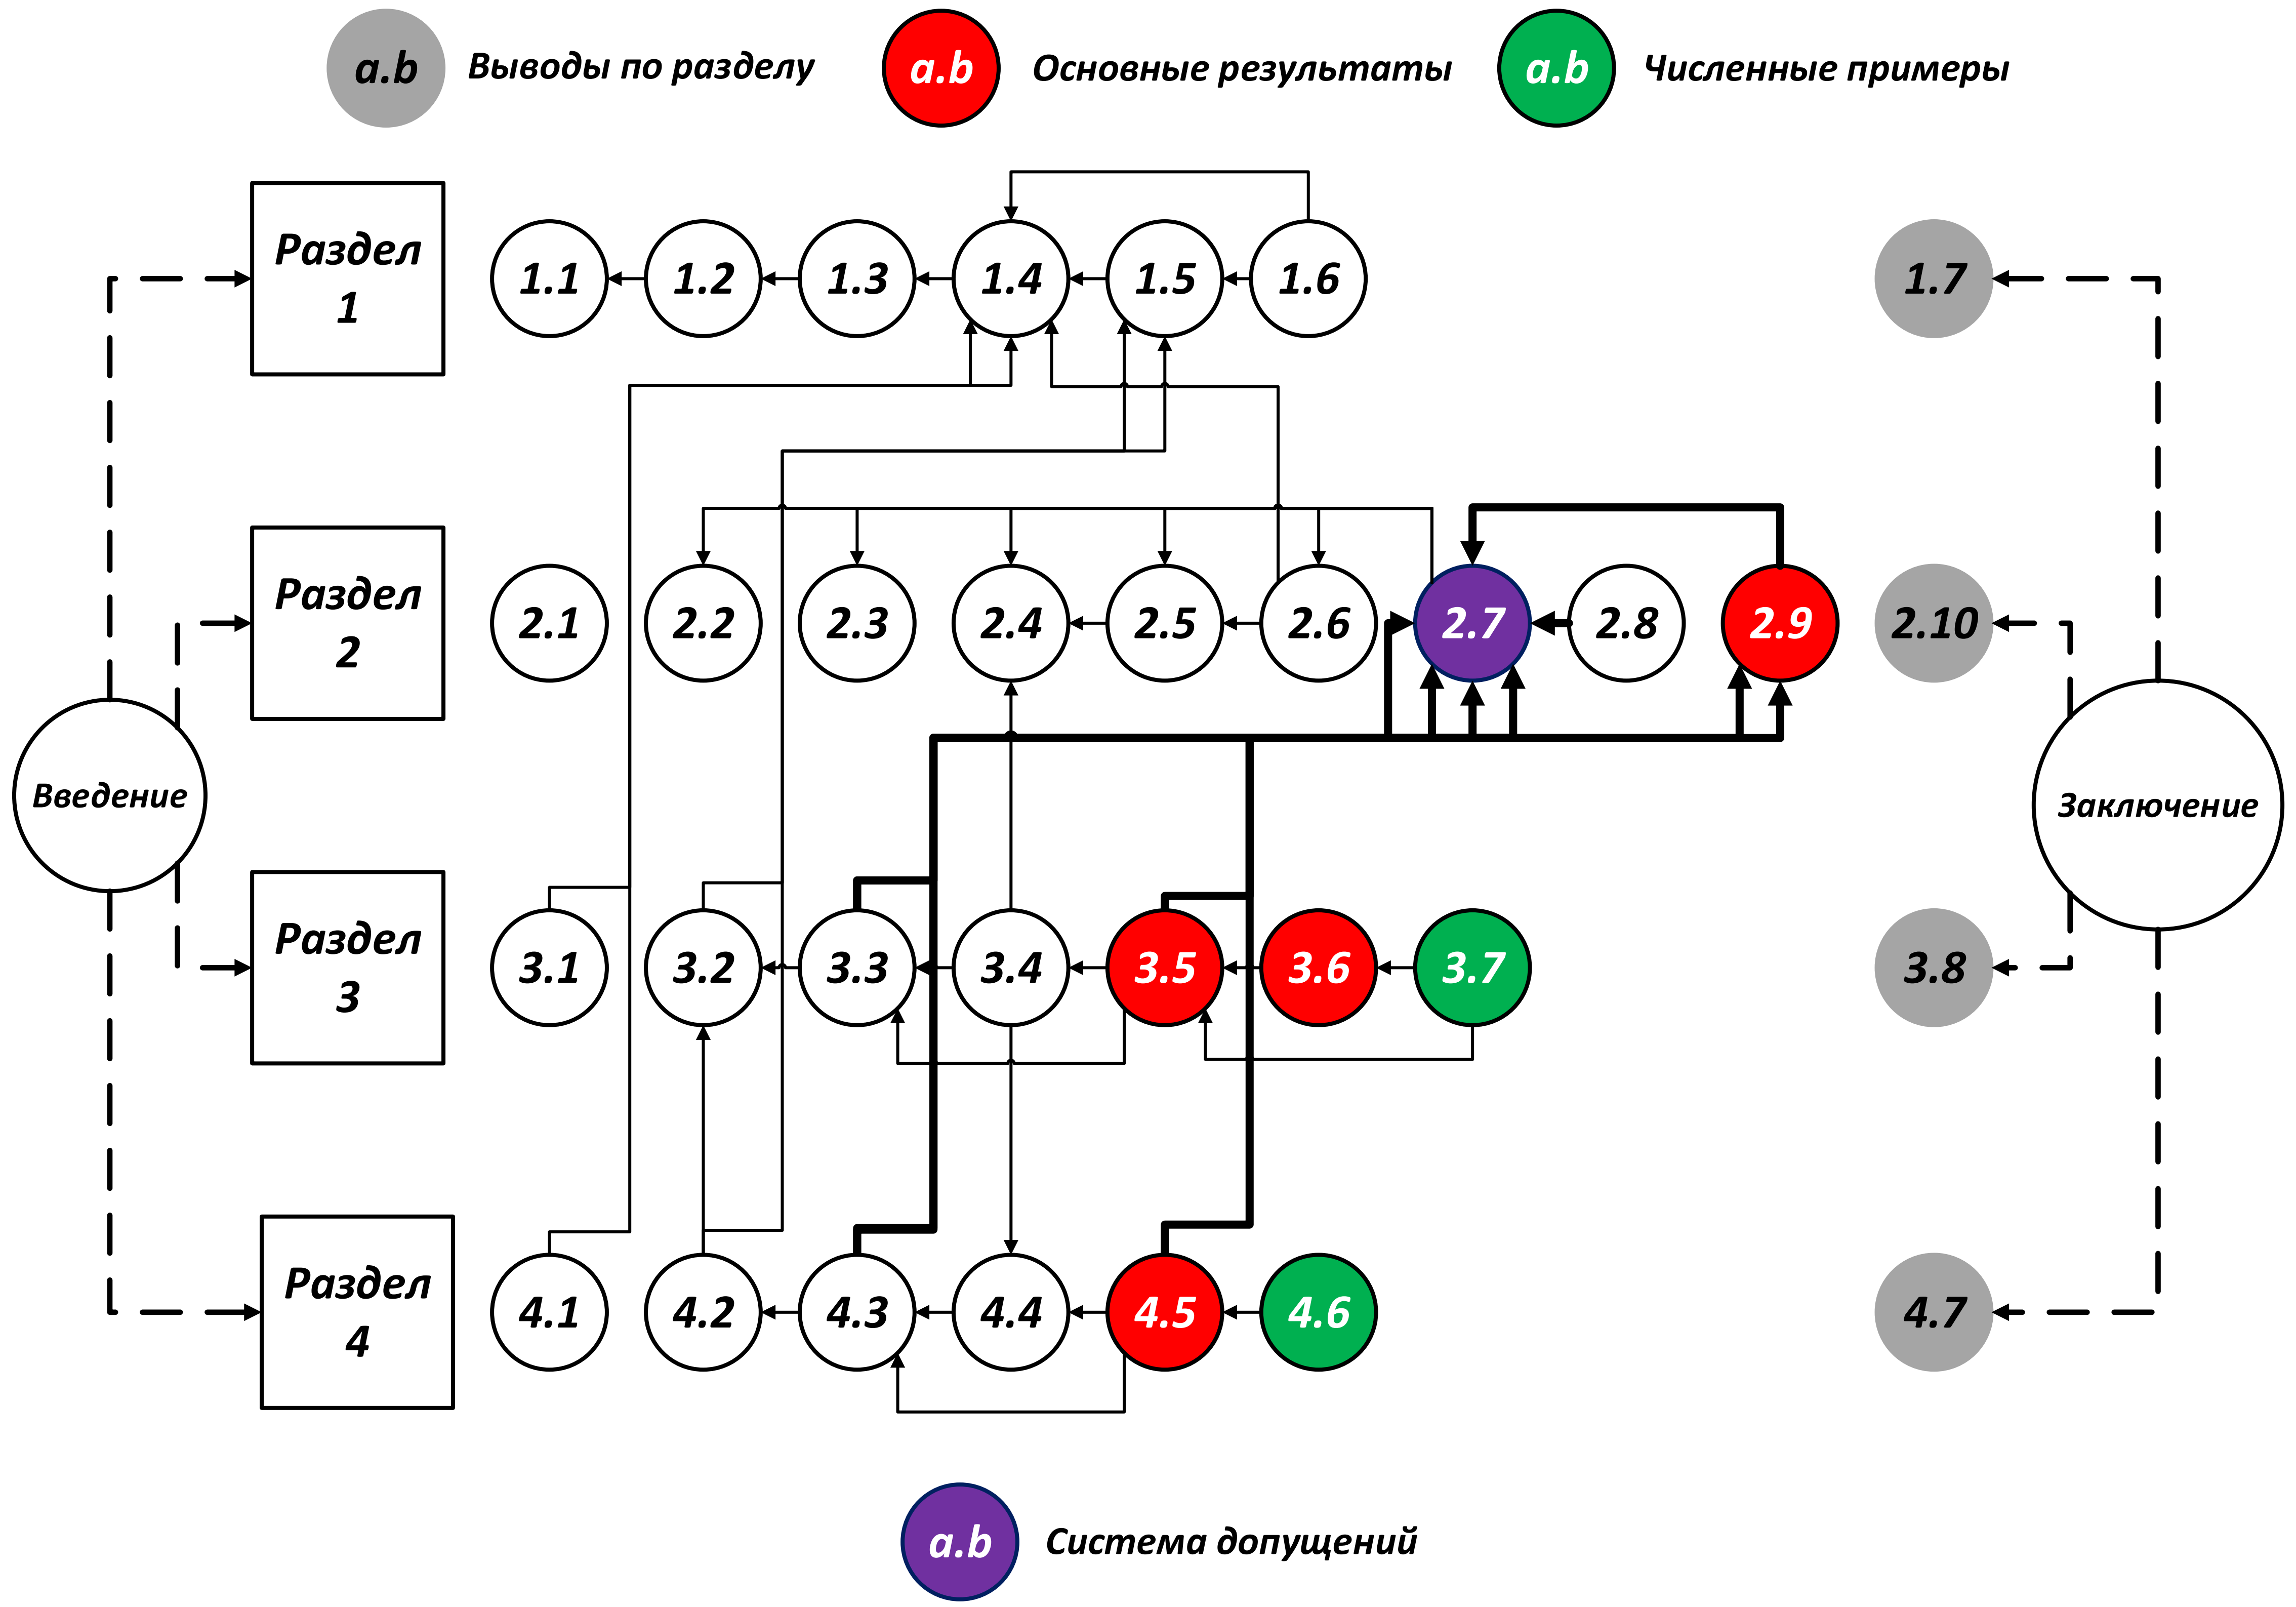 a.b Выводы по разделу a.b Основные результаты a.b Численные примеры
Раздел
1
1.1 1.2 1.3 1.4 1.5 1.6 1.7
Раздел
2
2.1 2.2 2.3 2.4 2.5 2.6 2.7 2.8 2.9 2.10
Введение
Заключение
Раздел
3
3.1 3.2 3.3 3.4 3.5 3.6 3.7 3.8
Раздел
4
4.1 4.2 4.3 4.4 4.5 4.6 4.7
a.b Система допущений